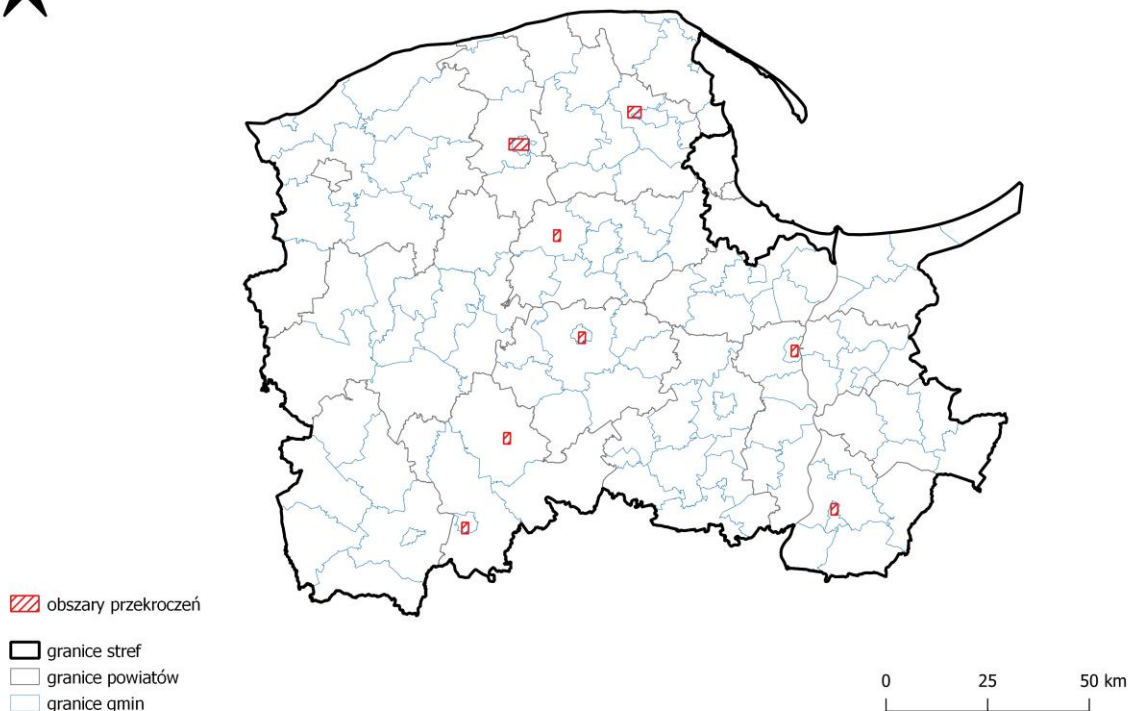 obszary przekroczeń
granice stref
granice powiatów
granice gmin
0 25 50 km